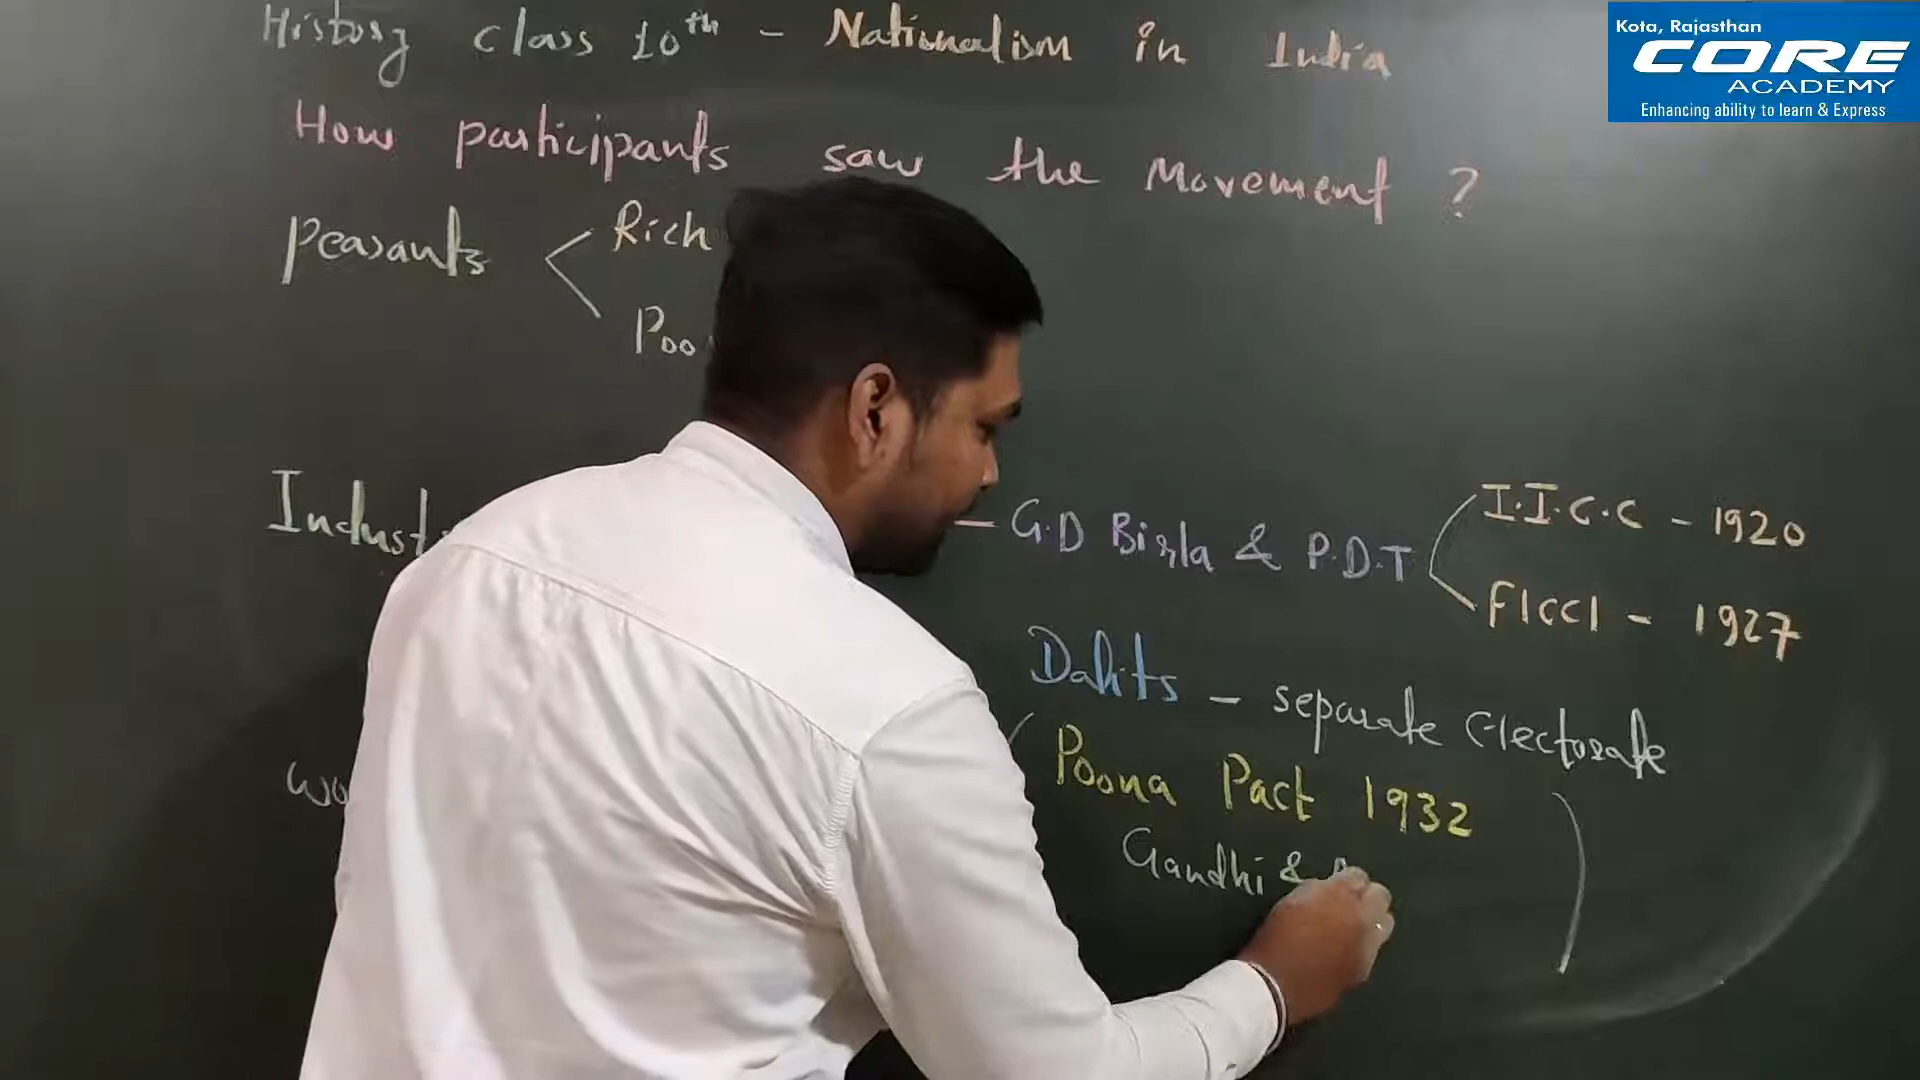 History class 10th - Nationalism in India
How participants saw the Movement ?
Peasants
Rich
Poo
Indust
- G.D Birla & P.D.T
I.I.C.C - 1920
FICCI - 1927
Dalits - separate Electorate
Poona Pact 1932
Gandhi &
wo
Kota, Rajasthan
CORE
ACADEMY
Enhancing ability to learn & Express